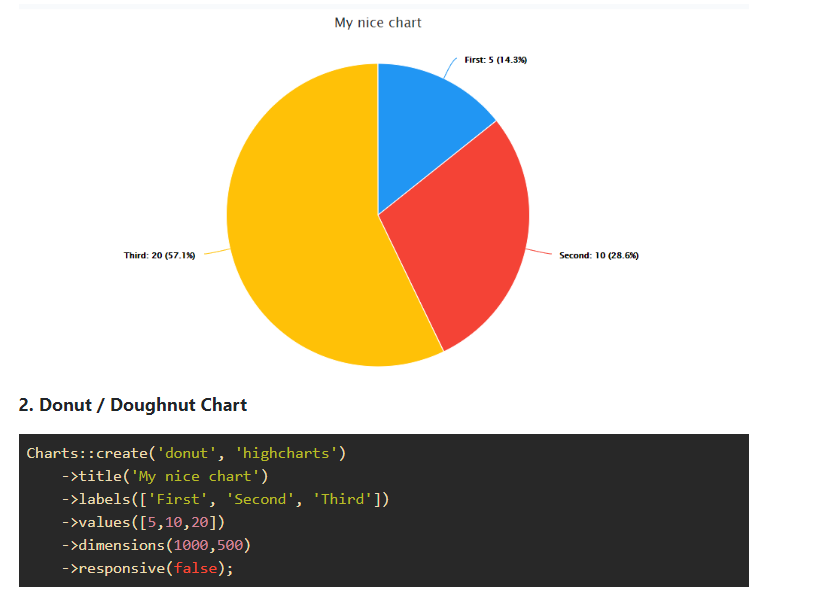 My nice chart
First: 5 (14.3%)
Third: 20 (57.1%)
Second: 10 (28.6%)
2. Donut / Doughnut Chart
Charts::create('donut', 'highcharts')
    ->title('My nice chart')
    ->labels(['First', 'Second', 'Third'])
    ->values([5,10,20])
    ->dimensions(1000,500)
    ->responsive(false);